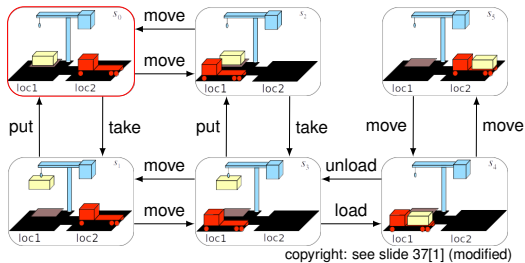 s₀ move s₂ s₅
move
loc1 loc2 loc1 loc2 loc1 loc2
put take put take move move
s₁ move s₃ unload s₄
move load
loc1 loc2 loc1 loc2 loc1 loc2
copyright: see slide 37[1] (modified)